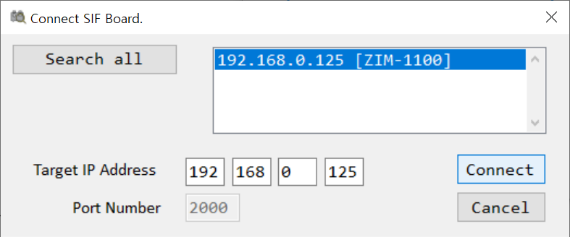 Connect SIF Board.
Search all
192.168.0.125 [ZIM-1100]
Target IP Address 192 168 0 125 Connect
Port Number 2000 Cancel